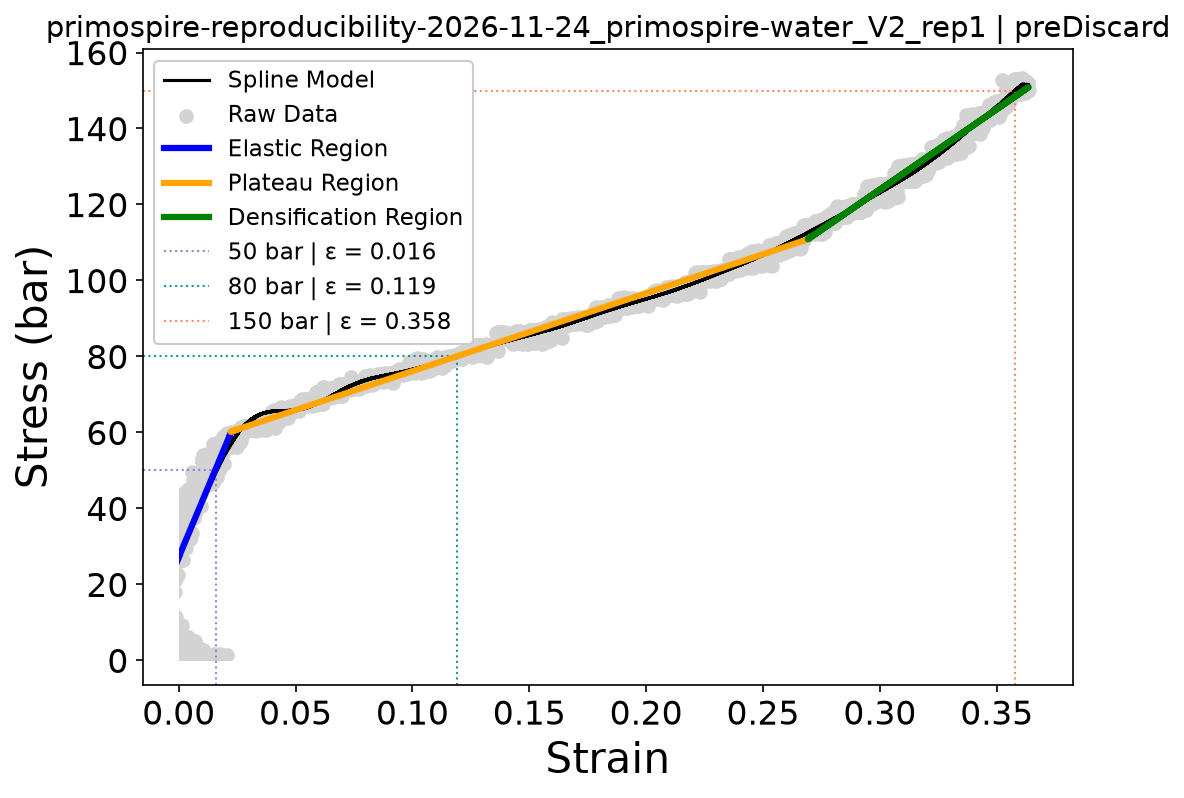 primospire-reproducibility-2026-11-24_primospire-water_V2_rep1 | preDiscard
Stress (bar)
160
140
120
100
80
60
40
20
0
Spline Model
Raw Data
Elastic Region
Plateau Region
Densification Region
50 bar | ε = 0.016
80 bar | ε = 0.119
150 bar | ε = 0.358
0.00 0.05 0.10 0.15 0.20 0.25 0.30 0.35
Strain